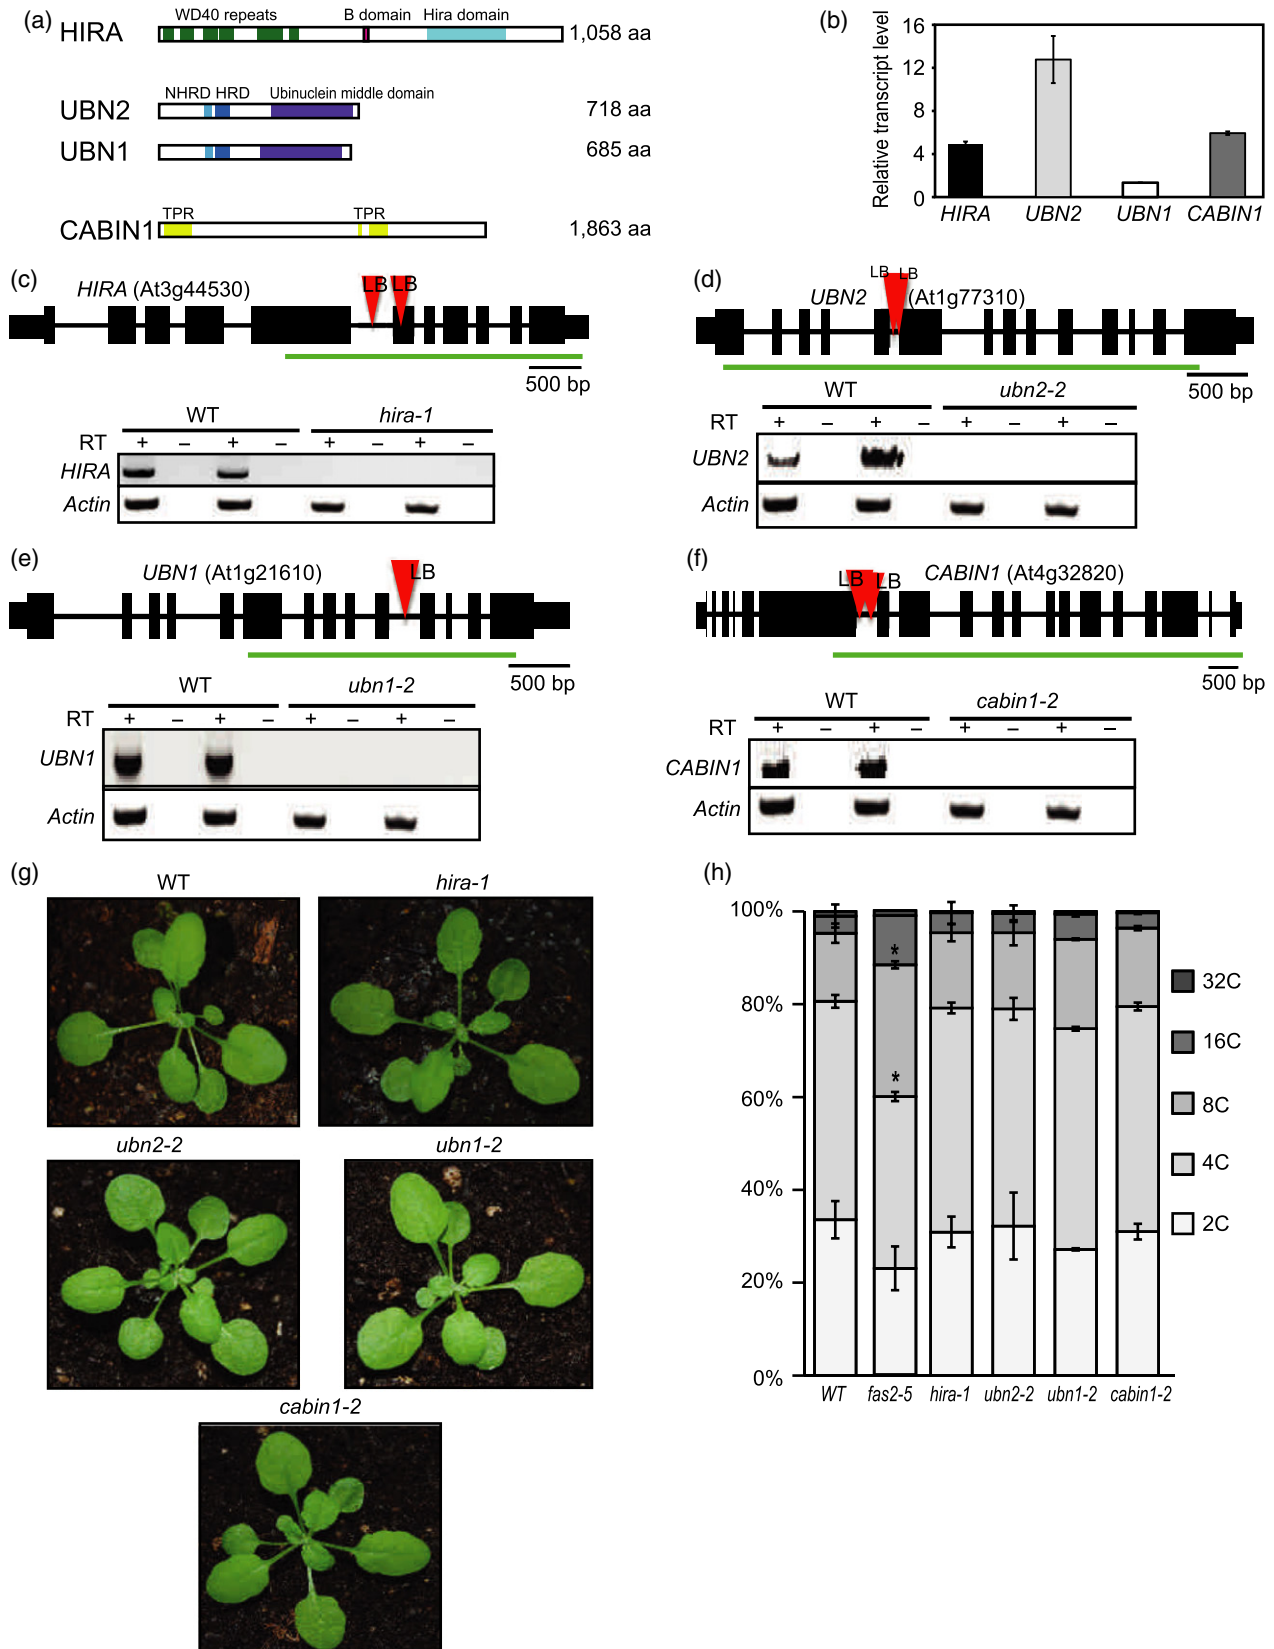 (a)
WD40 repeats B domain Hira domain
HIRA 1,058 aa
NHRD HRD Ubinuclein middle domain
UBN2 718 aa
UBN1 685 aa
TPR TPR
CABIN1 1,863 aa
(b)
Relative transcript level
16
12
8
4
0
HIRA UBN2 UBN1 CABIN1
(c)
HIRA (At3g44530)
LB LB
500 bp
WT hira-1
RT + – + – + – + –
HIRA
Actin
(d)
LB LB
UBN2 (At1g77310)
500 bp
WT ubn2-2
RT + – + – + – + –
UBN2
Actin
(e)
UBN1 (At1g21610)
LB
500 bp
WT ubn1-2
RT + – + – + – + –
UBN1
Actin
(f)
LB LB
CABIN1 (At4g32820)
500 bp
WT cabin1-2
RT + – + – + – + –
CABIN1
Actin
(g)
WT hira-1
ubn2-2 ubn1-2
cabin1-2
(h)
100%
80%
60%
40%
20%
0%
*
*
WT fas2-5 hira-1 ubn2-2 ubn1-2 cabin1-2
32C
16C
8C
4C
2C